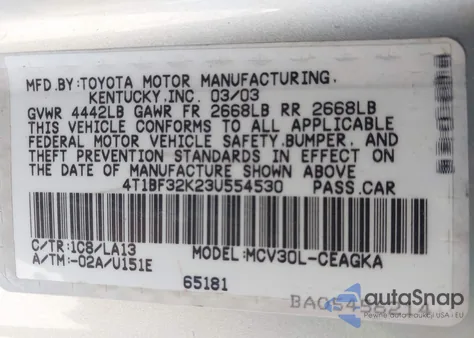 MFD.BY:TOYOTA MOTOR MANUFACTURING.
KENTUCKY.INC. 03/03
GVWR 4442LB GAWR FR 2668LB RR 2668LB
THIS VEHICLE CONFORMS TO ALL APPLICABLE
FEDERAL MOTOR VEHICLE SAFETY.BUMPER, AND
THEFT PREVENTION STANDARDS IN EFFECT ON
THE DATE OF MANUFACTURE SHOWN ABOVE
4T1BF32K23U554530 PASS.CAR
C/TR:1C8/LA13 MODEL:MCV30L-CEAGKA
A/TM:-02A/U151E
65181
autoSnap